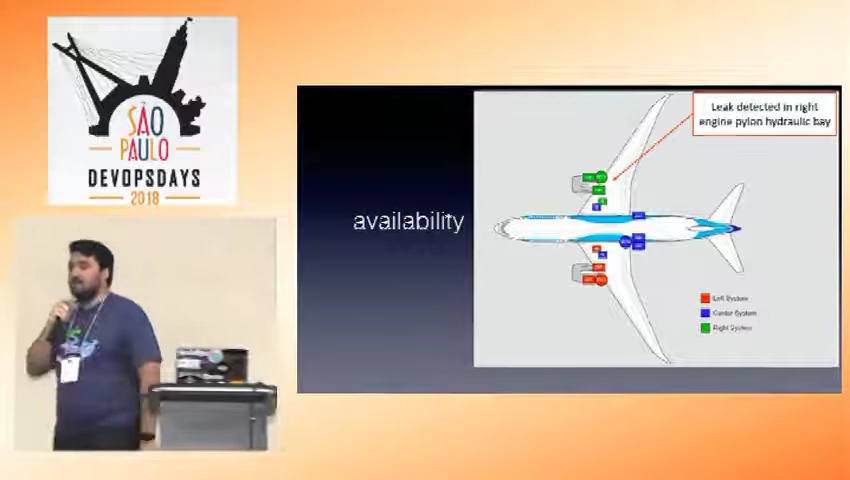 SÃO
PAULO
DEVOPSDAYS
2018
availability
Leak detected in right
engine pylon hydraulic bay
Left System
Center System
Right System